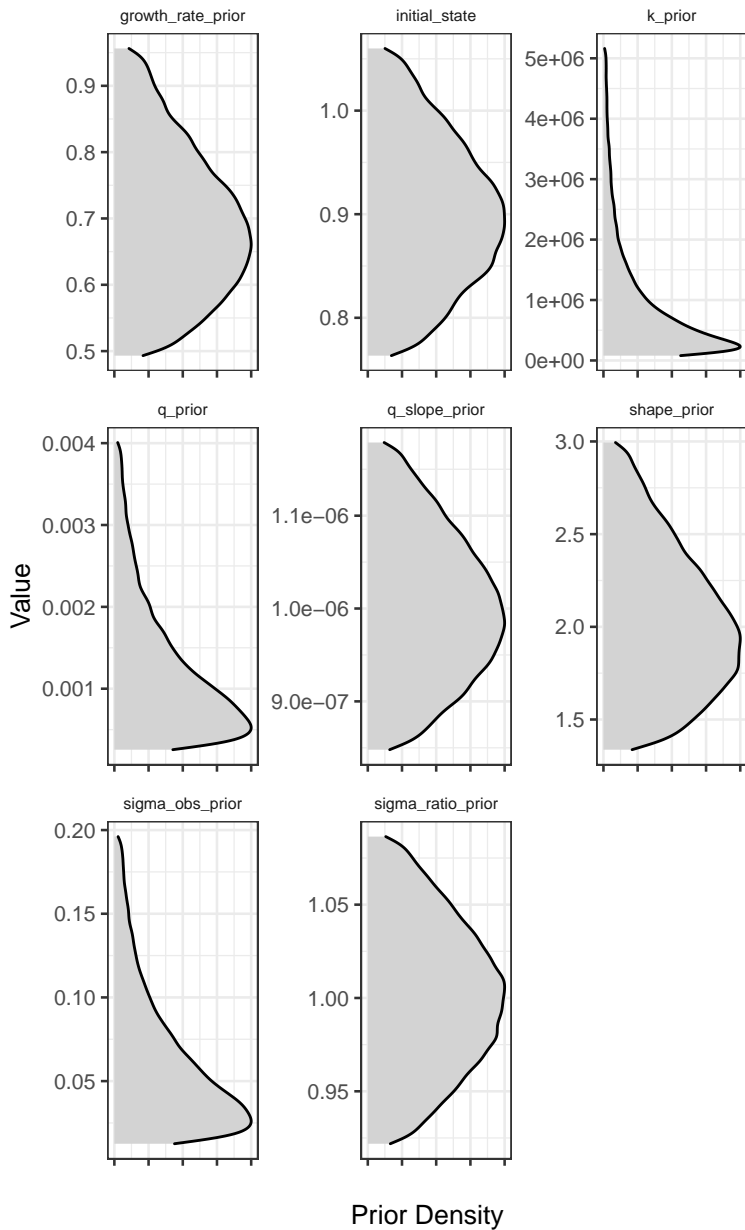 growth_rate_prior
0.9
0.8
0.7
0.6
0.5
initial_state
1.0
0.9
0.8
k_prior
5e+06
4e+06
3e+06
2e+06
1e+06
0e+00
q_prior
0.004
0.003
0.002
0.001
q_slope_prior
1.1e−06
1.0e−06
9.0e−07
shape_prior
3.0
2.5
2.0
1.5
Value
sigma_obs_prior
0.20
0.15
0.10
0.05
sigma_ratio_prior
1.05
1.00
0.95
Prior Density